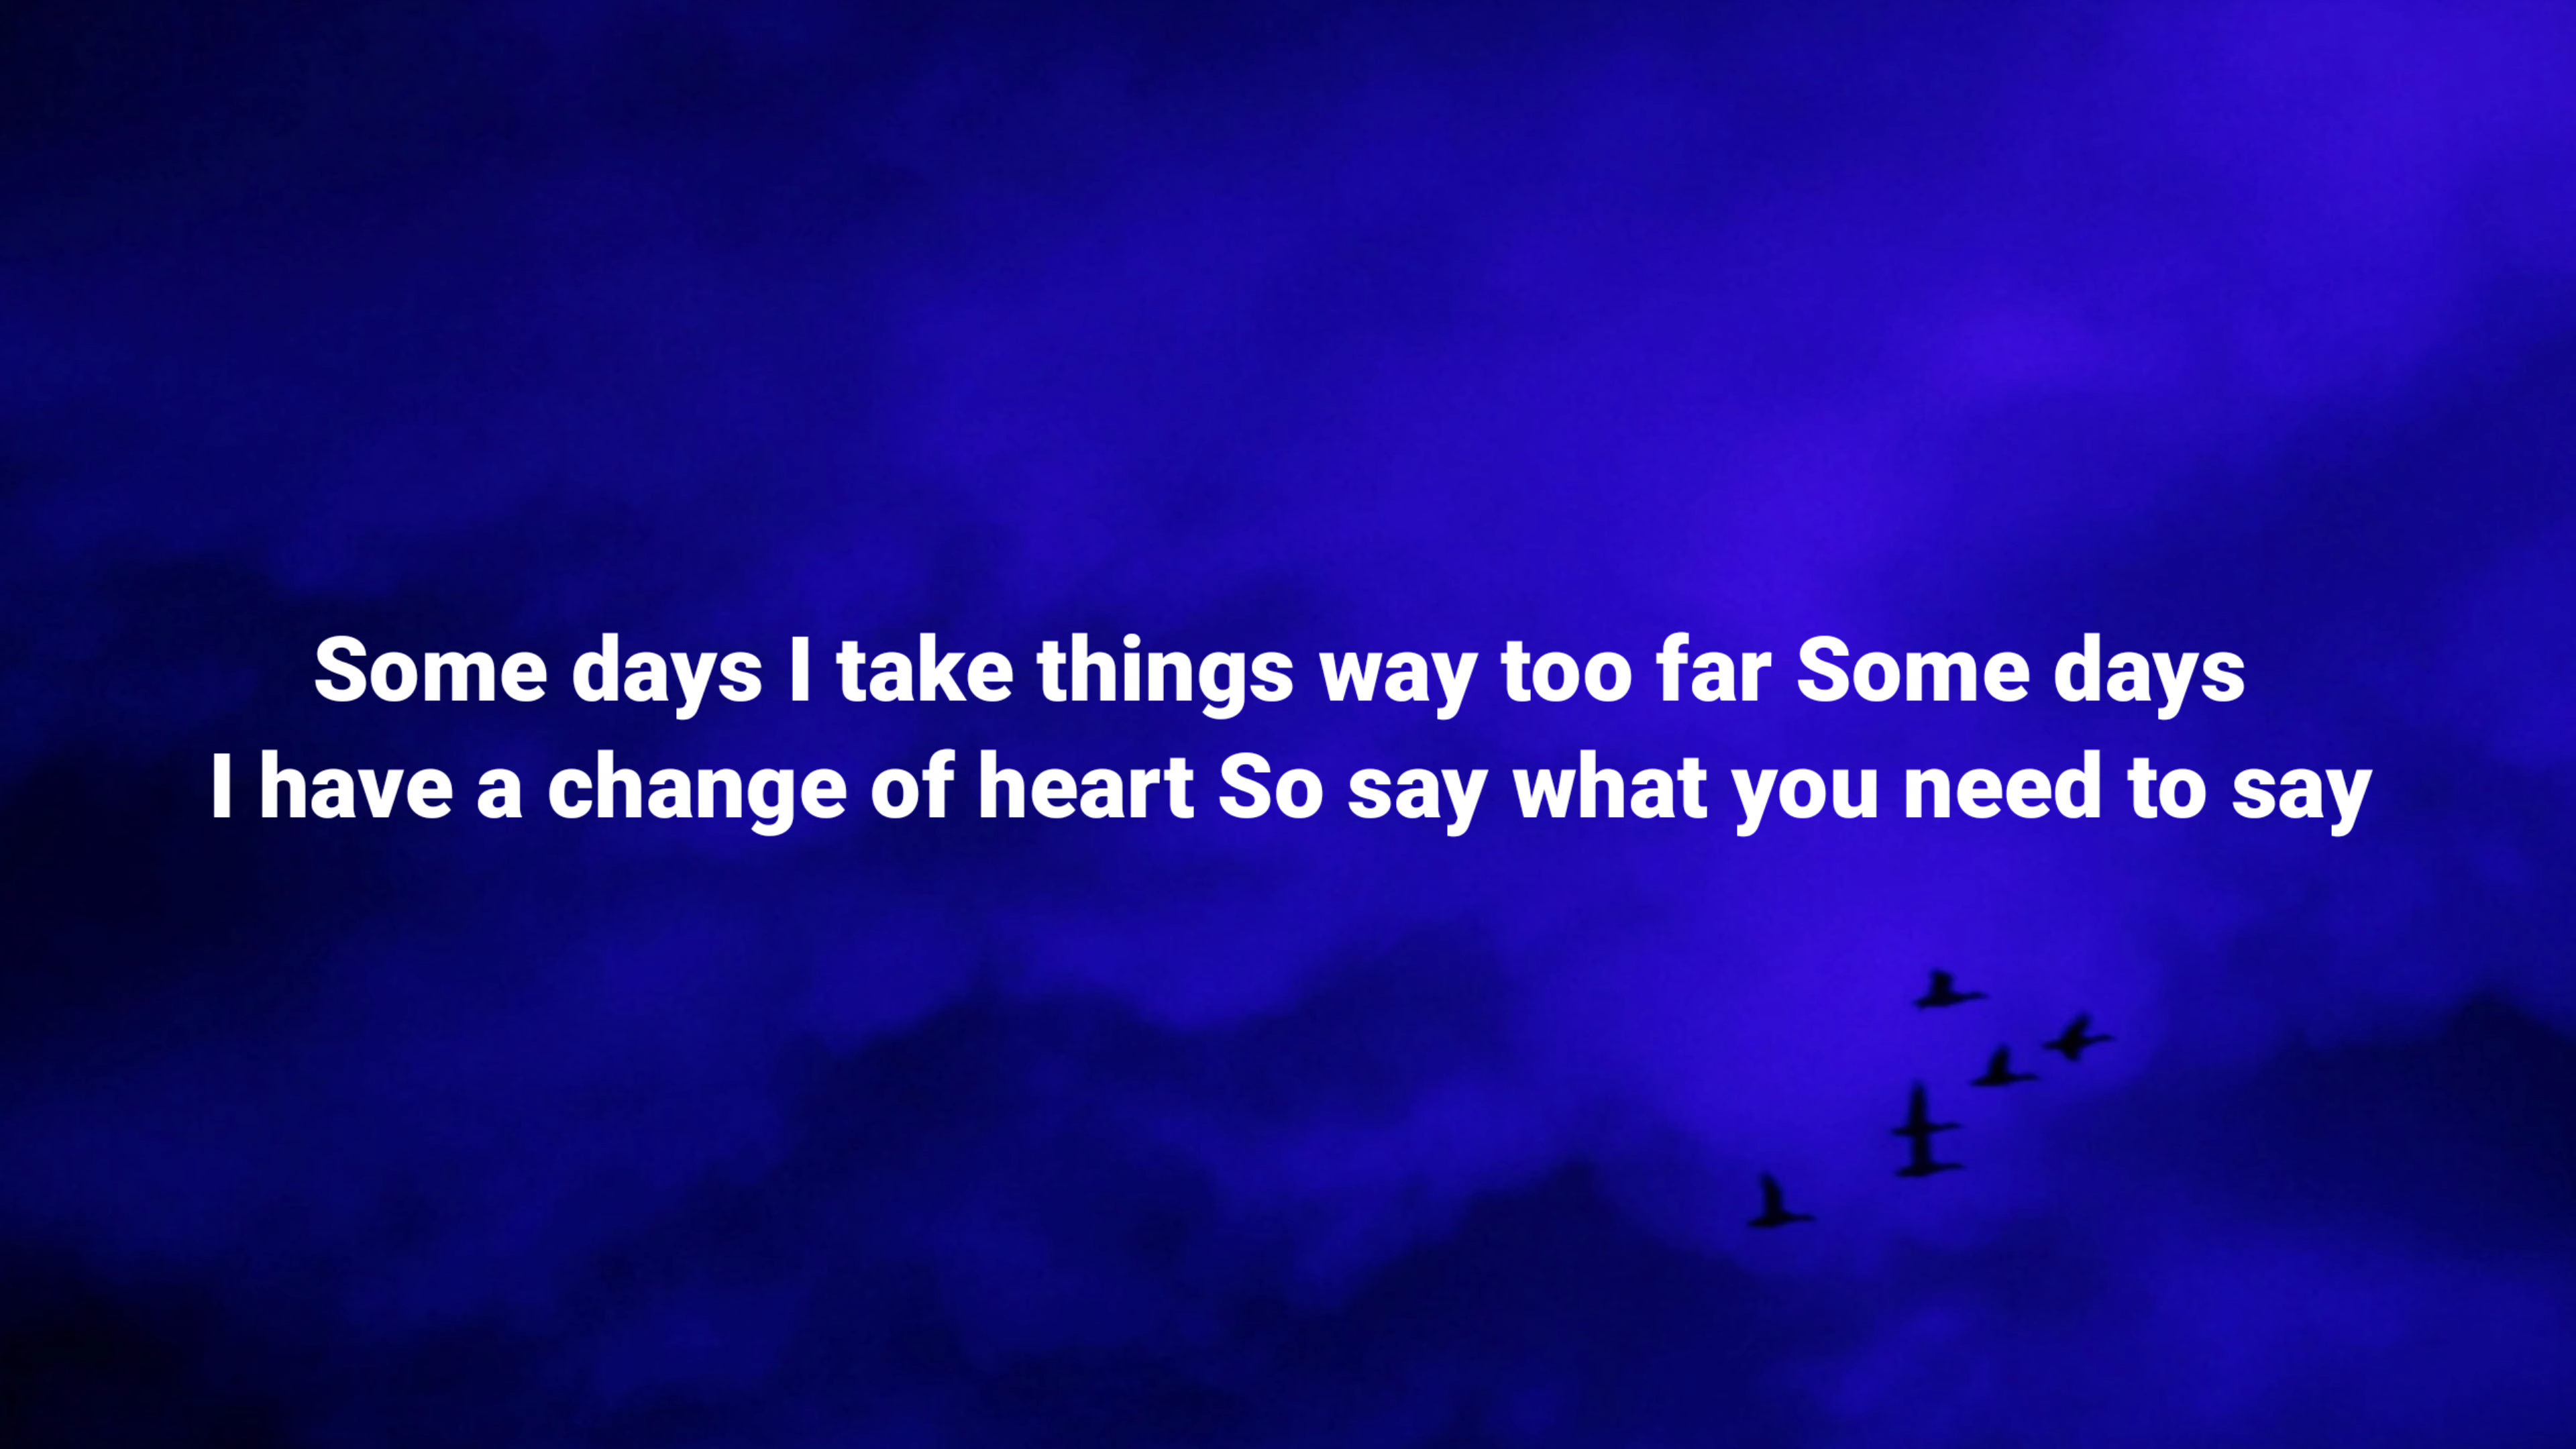 Some days I take things way too far Some days
I have a change of heart So say what you need to say